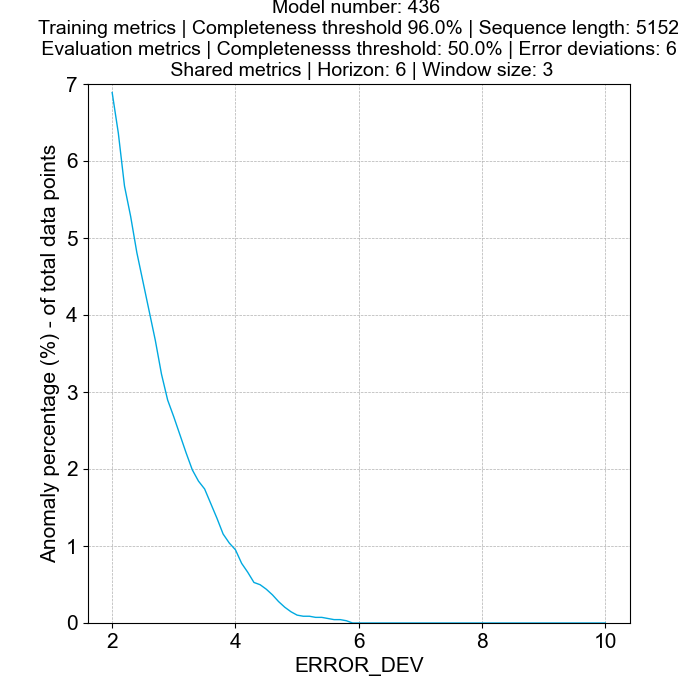 Model number: 436
Training metrics | Completeness threshold 96.0% | Sequence length: 5152
Evaluation metrics | Completenesss threshold: 50.0% | Error deviations: 6
Shared metrics | Horizon: 6 | Window size: 3
Anomaly percentage (%) - of total data points
7
6
5
4
3
2
1
0
2 4 6 8 10
ERROR_DEV